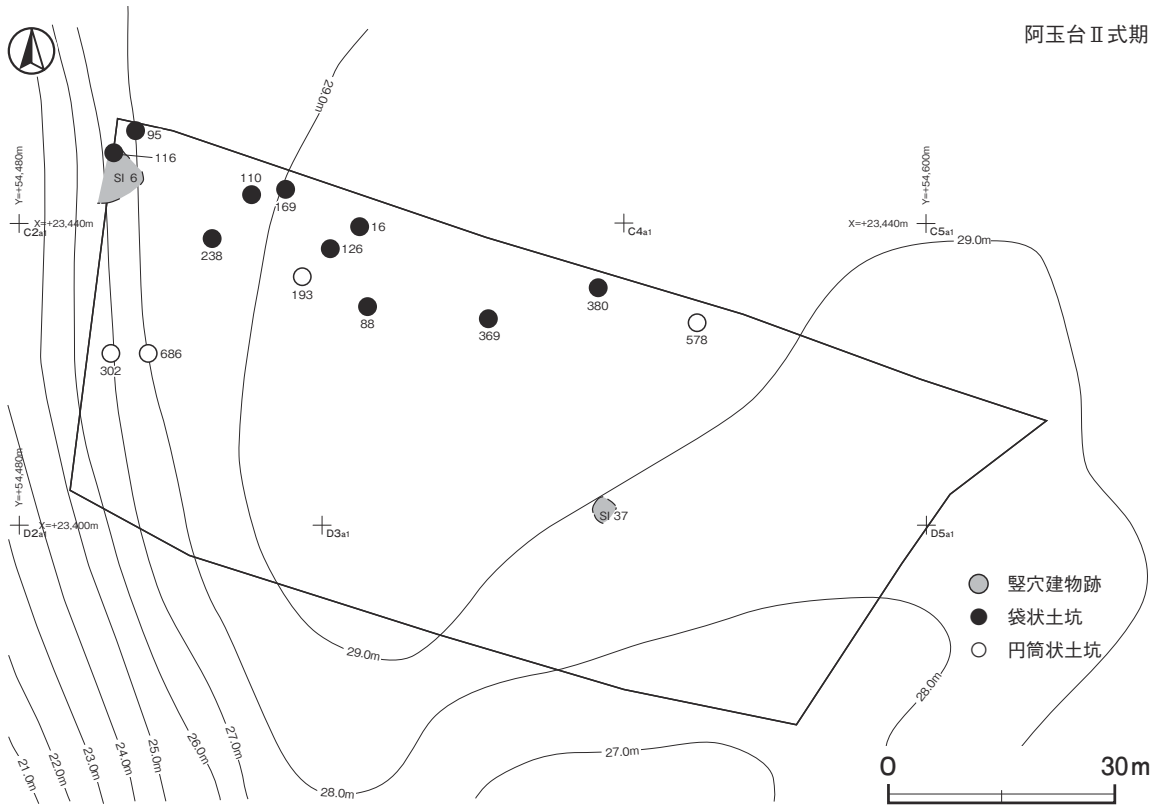 阿玉台Ⅱ式期
29.0m
95
116
SI 6
110
169
16
126
238
193
88
369
380
578
302
686
Y=+54,480m
X=+23,440m
C2a1
C4a1
Y=+54,600m
X=+23,440m
C5a1
29.0m
Y=+54,480m
X=+23,400m
D2a1
D3a1
SI 37
D5a1
竪穴建物跡
袋状土坑
円筒状土坑
29.0m
28.0m
21.0m
22.0m
23.0m
24.0m
25.0m
26.0m
27.0m
28.0m
27.0m
0 30m